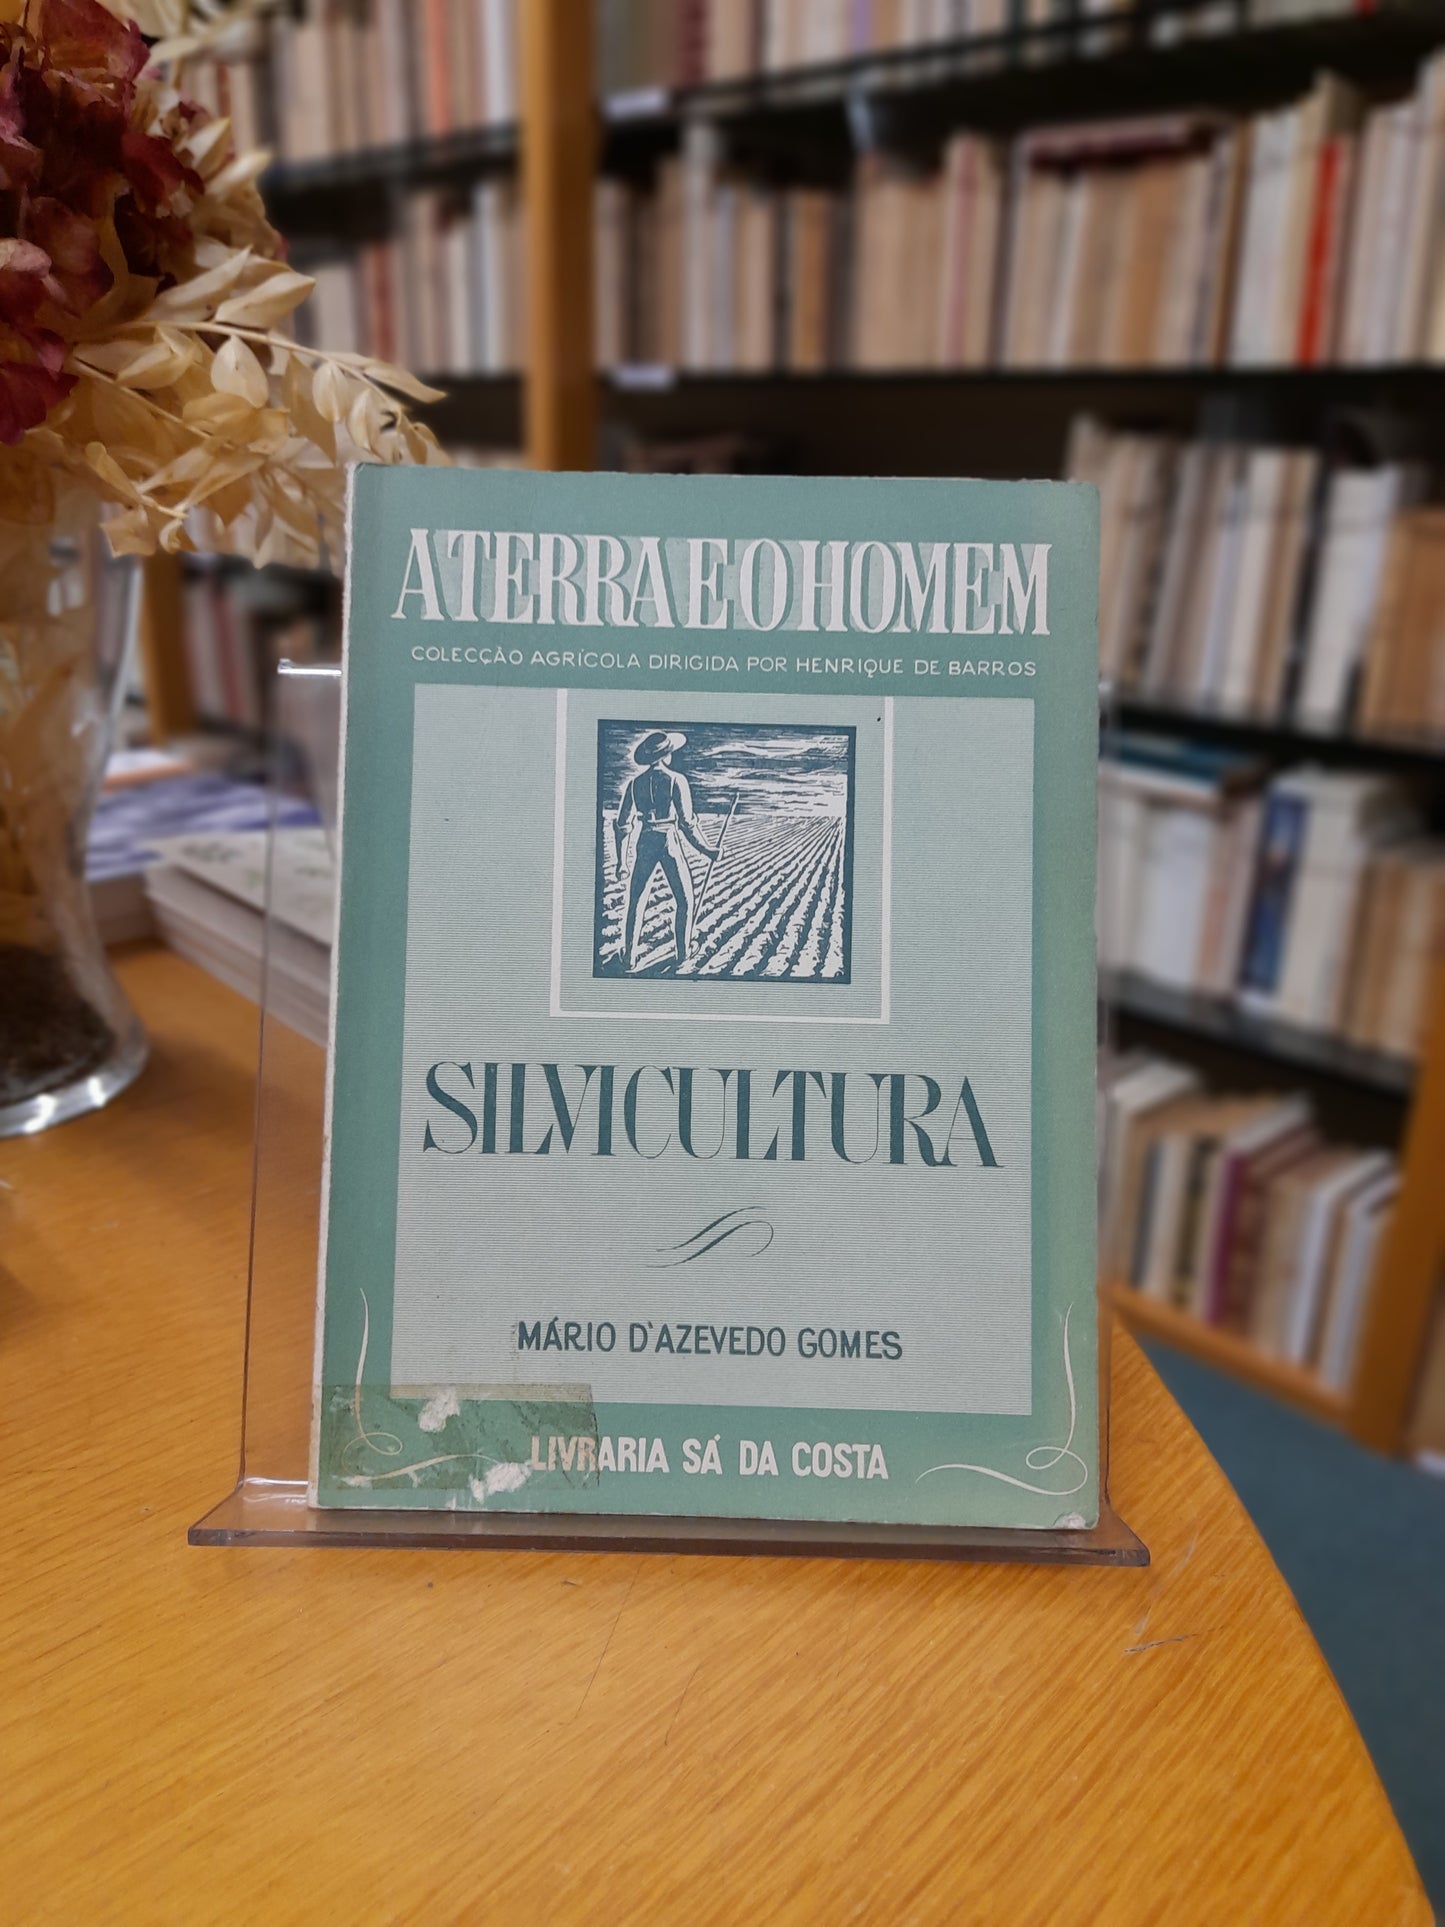 A TERRA E O HOMEM
COLECÇÃO AGRÍCOLA DIRIGIDA POR HENRIQUE DE BARROS
SILVICULTURA
MÁRIO D'AZEVEDO GOMES
LIVRARIA SÁ DA COSTA